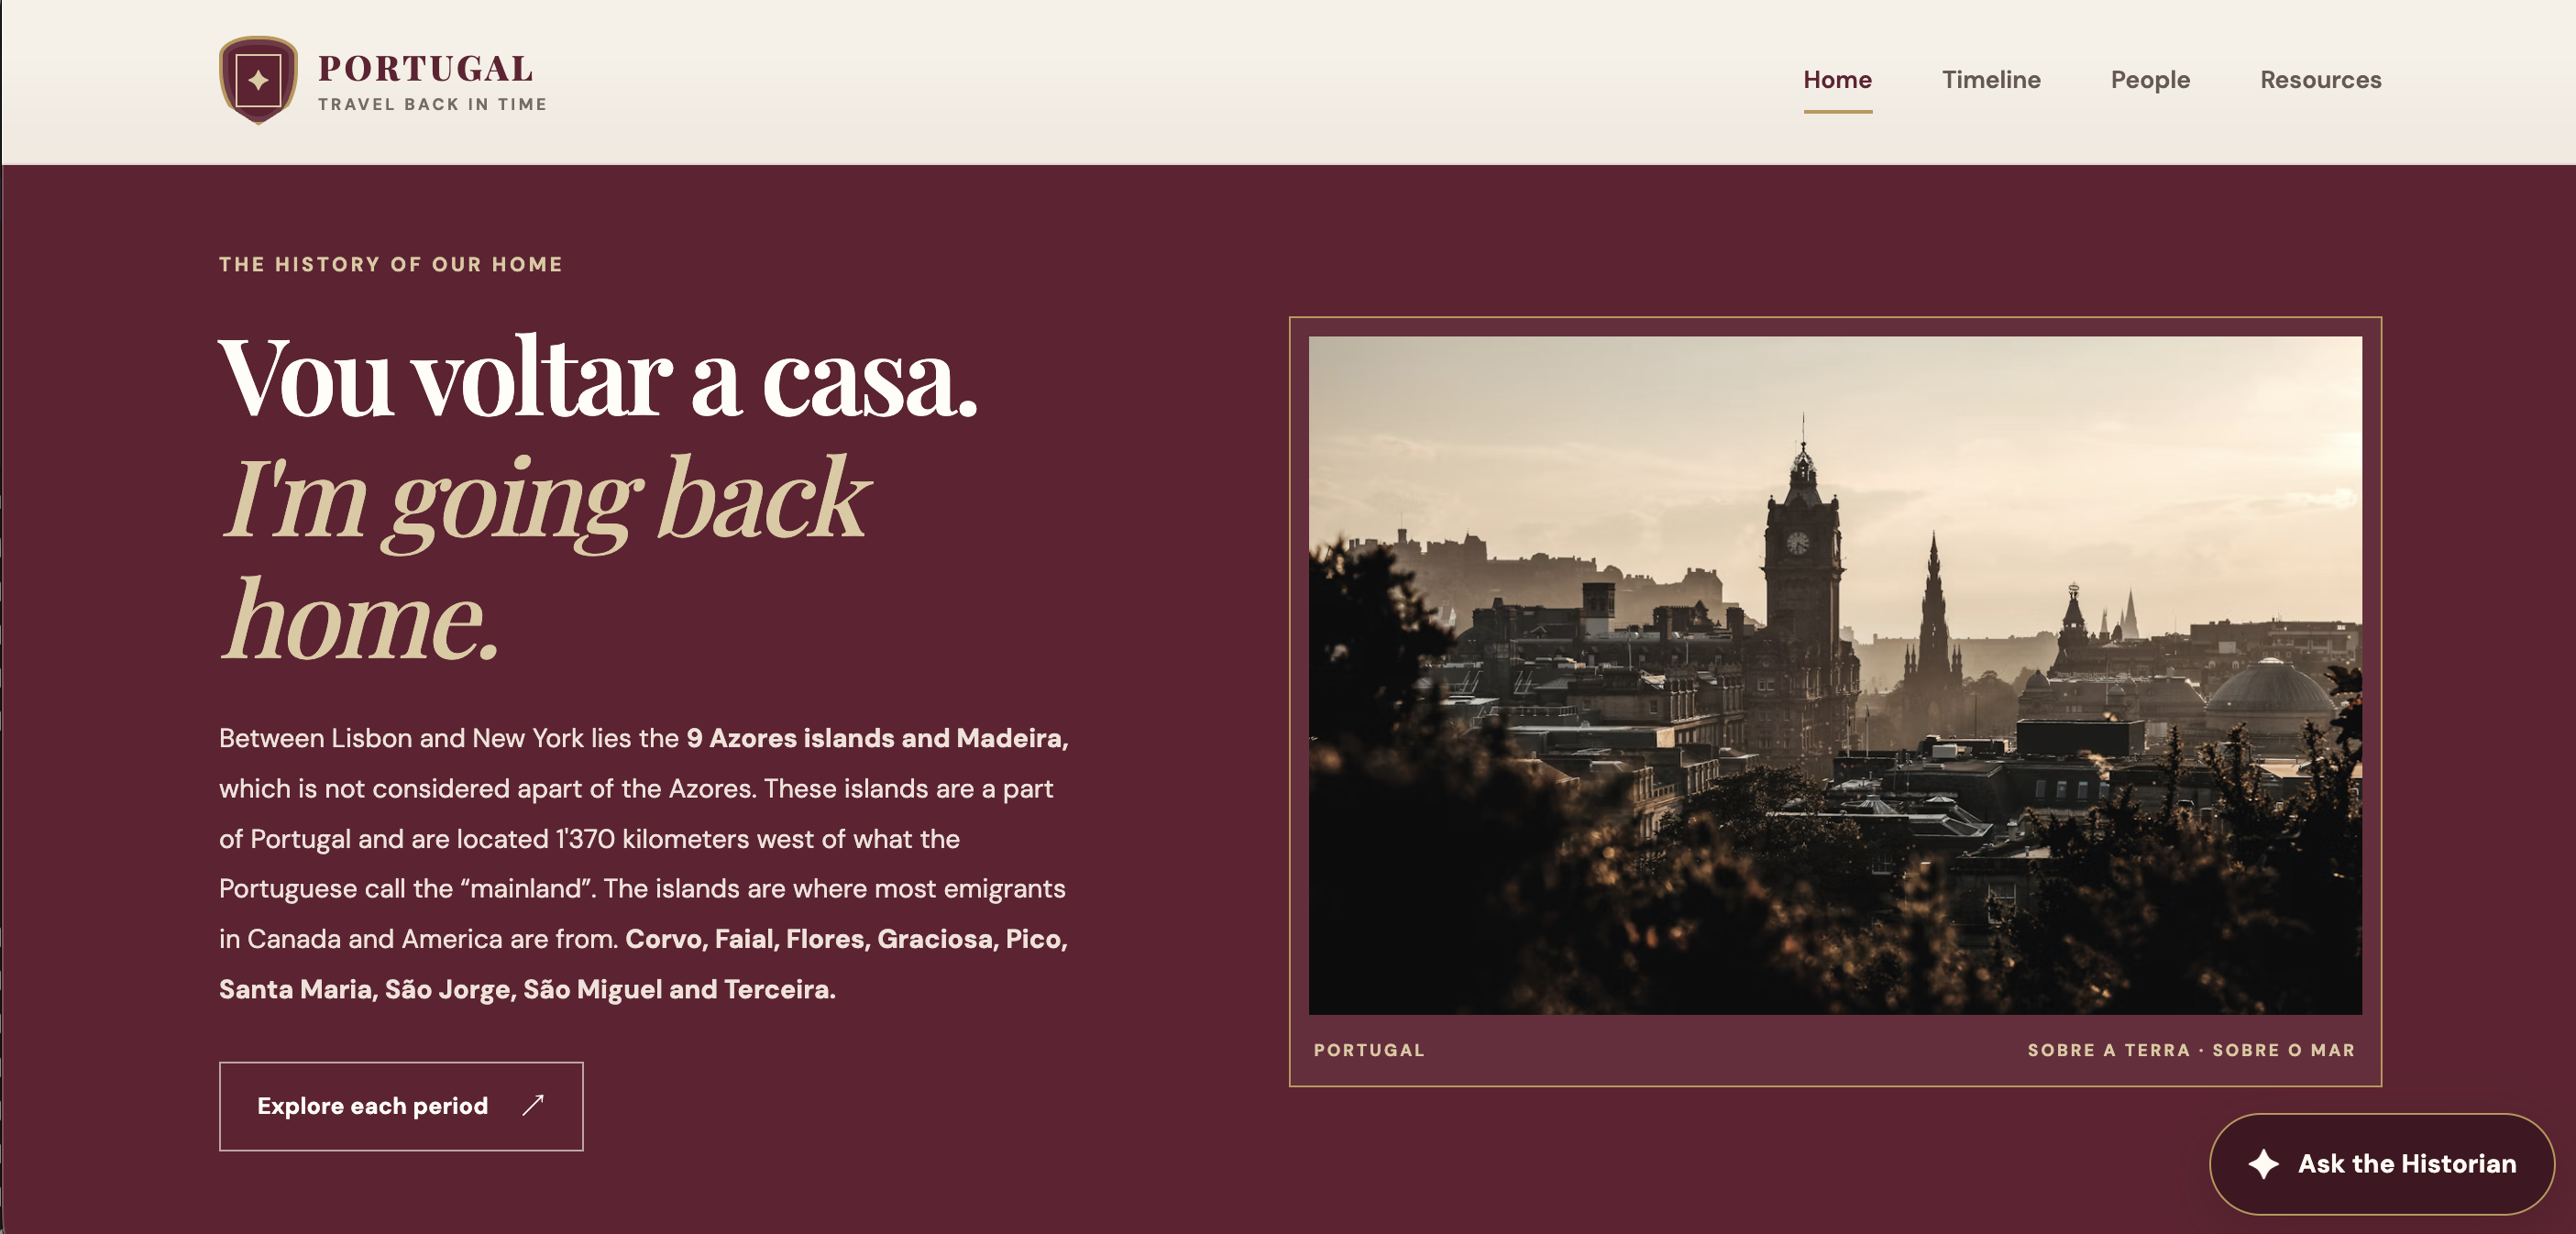 PORTUGAL
TRAVEL BACK IN TIME
Home
Timeline
People
Resources
THE HISTORY OF OUR HOME
Vou voltar a casa.
I'm going back
home.
Between Lisbon and New York lies the 9 Azores islands and Madeira,
which is not considered apart of the Azores. These islands are a part
of Portugal and are located 1'370 kilometers west of what the
Portuguese call the “mainland”. The islands are where most emigrants
in Canada and America are from. Corvo, Faial, Flores, Graciosa, Pico,
Santa Maria, São Jorge, São Miguel and Terceira.
Explore each period
PORTUGAL
SOBRE A TERRA · SOBRE O MAR
Ask the Historian